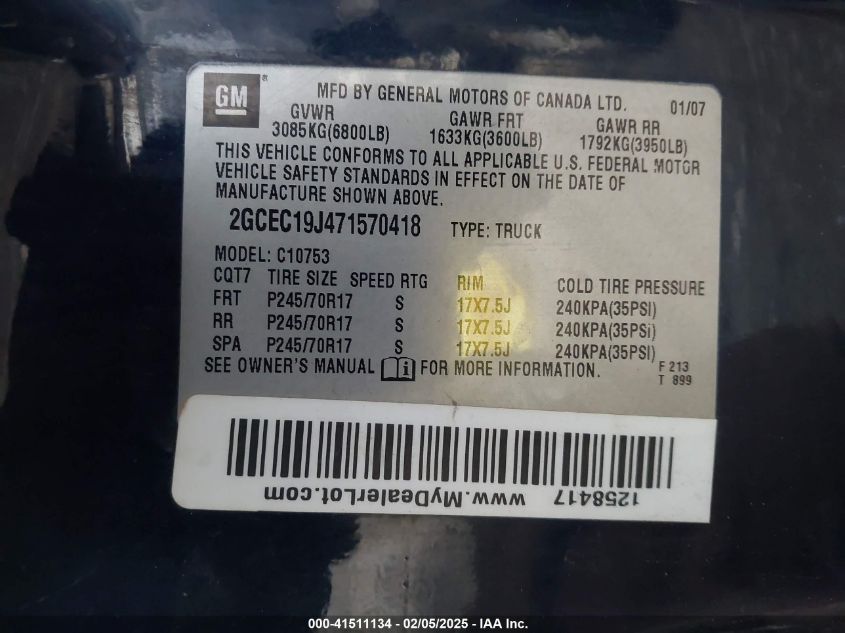 GM® MFD BY GENERAL MOTORS OF CANADA LTD. 01/07
GVWR GAWR FRT GAWR RR
3085KG(6800LB) 1633KG(3600LB) 1792KG(3950LB)
THIS VEHICLE CONFORMS TO ALL APPLICABLE U.S. FEDERAL MOTOR
VEHICLE SAFETY STANDARDS IN EFFECT ON THE DATE OF
MANUFACTURE SHOWN ABOVE.
2GCEC19J471570418 TYPE: TRUCK
MODEL: C10753
CQT7 TIRE SIZE SPEED RTG RIM COLD TIRE PRESSURE
FRT P245/70R17 S 17X7.5J 240KPA(35PSI)
RR P245/70R17 S 17X7.5J 240KPA(35PSI)
SPA P245/70R17 S 17X7.5J 240KPA(35PSI)
SEE OWNER'S MANUAL FOR MORE INFORMATION.
F 213
T 899
1258417 www.MyDealerLot.com
000-41511134 - 02/05/2025 - © IAA Inc.